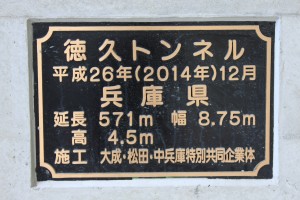 徳久トンネル
平成26年(2014年)12月
兵庫県
延長 571m 幅 8.75m
高 4.5m
施工 大成・松田・中兵庫特別共同企業体